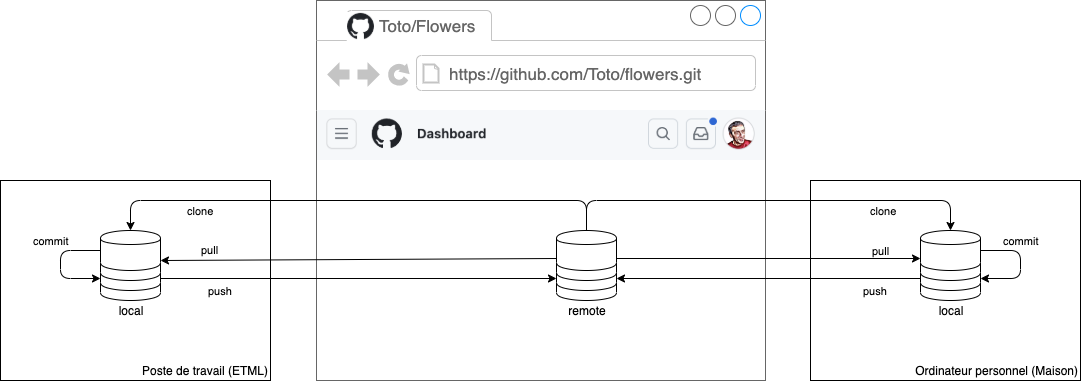 Toto/Flowers
https://github.com/Toto/flowers.git
Dashboard
clone
clone
commit
pull
push
local
remote
pull
push
commit
local
Poste de travail (ETML)
Ordinateur personnel (Maison)